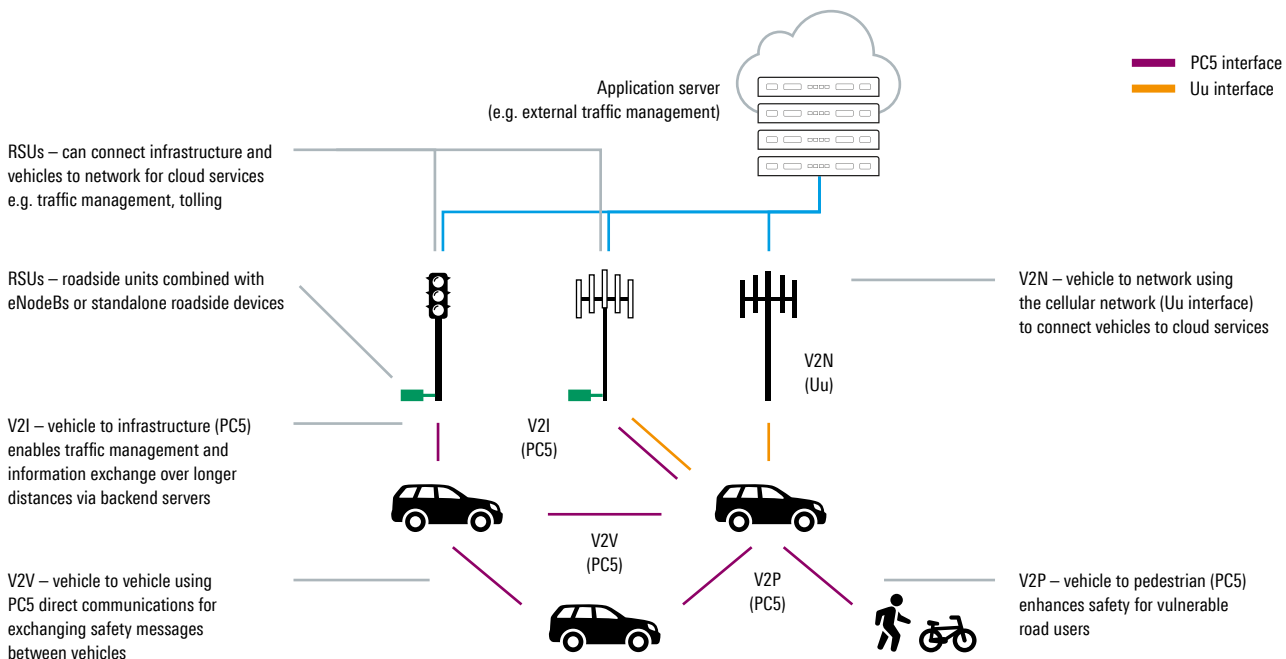 Application server
(e.g. external traffic management)
PC5 interface
Uu interface
RSUs – can connect infrastructure and
vehicles to network for cloud services
e.g. traffic management, tolling
RSUs – roadside units combined with
eNodeBs or standalone roadside devices
V2N – vehicle to network using
the cellular network (Uu interface)
to connect vehicles to cloud services
V2N
(Uu)
V2I – vehicle to infrastructure (PC5)
enables traffic management and
information exchange over longer
distances via backend servers
V2I
(PC5)
V2V
(PC5)
V2V – vehicle to vehicle using
PC5 direct communications for
exchanging safety messages
between vehicles
V2P
(PC5)
V2P – vehicle to pedestrian (PC5)
enhances safety for vulnerable
road users